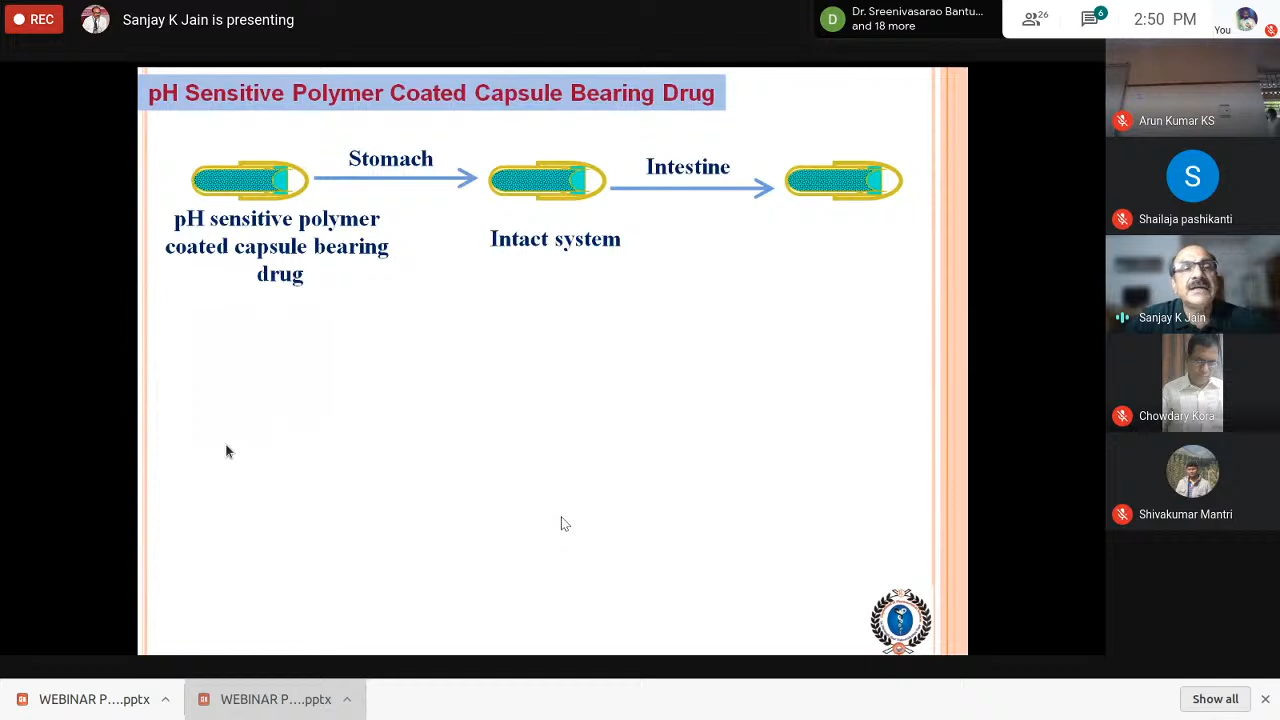 REC
Sanjay K Jain is presenting
D
Dr. Sreenivasarao Bantu...
and 18 more
26
6
2:50 PM
You
pH Sensitive Polymer Coated Capsule Bearing Drug
Stomach
Intestine
pH sensitive polymer
coated capsule bearing
drug
Intact system
Arun Kumar KS
S
Shailaja pashikanti
Sanjay K Jain
Chowdary Kora
Shivakumar Mantri
WEBINAR P....pptx
WEBINAR P....pptx
Show all